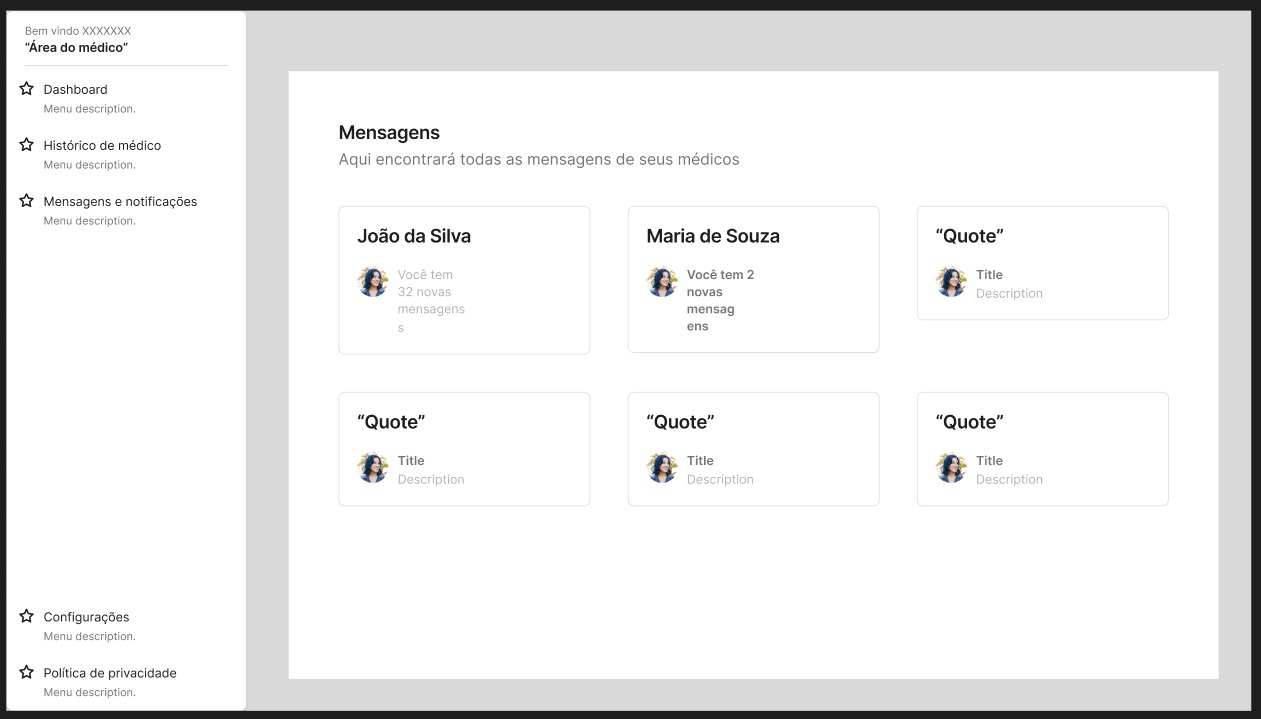 Bem vindo XXXXXXX
“Área do médico”
Dashboard
Menu description.
Histórico de médico
Menu description.
Mensagens e notificações
Menu description.
Configurações
Menu description.
Política de privacidade
Menu description.
Mensagens
Aqui encontrará todas as mensagens de seus médicos
João da Silva
Você tem
32 novas
mensagens
s
Maria de Souza
Você tem 2
novas
mensag
ens
“Quote”
Title
Description
“Quote”
Title
Description
“Quote”
Title
Description
“Quote”
Title
Description